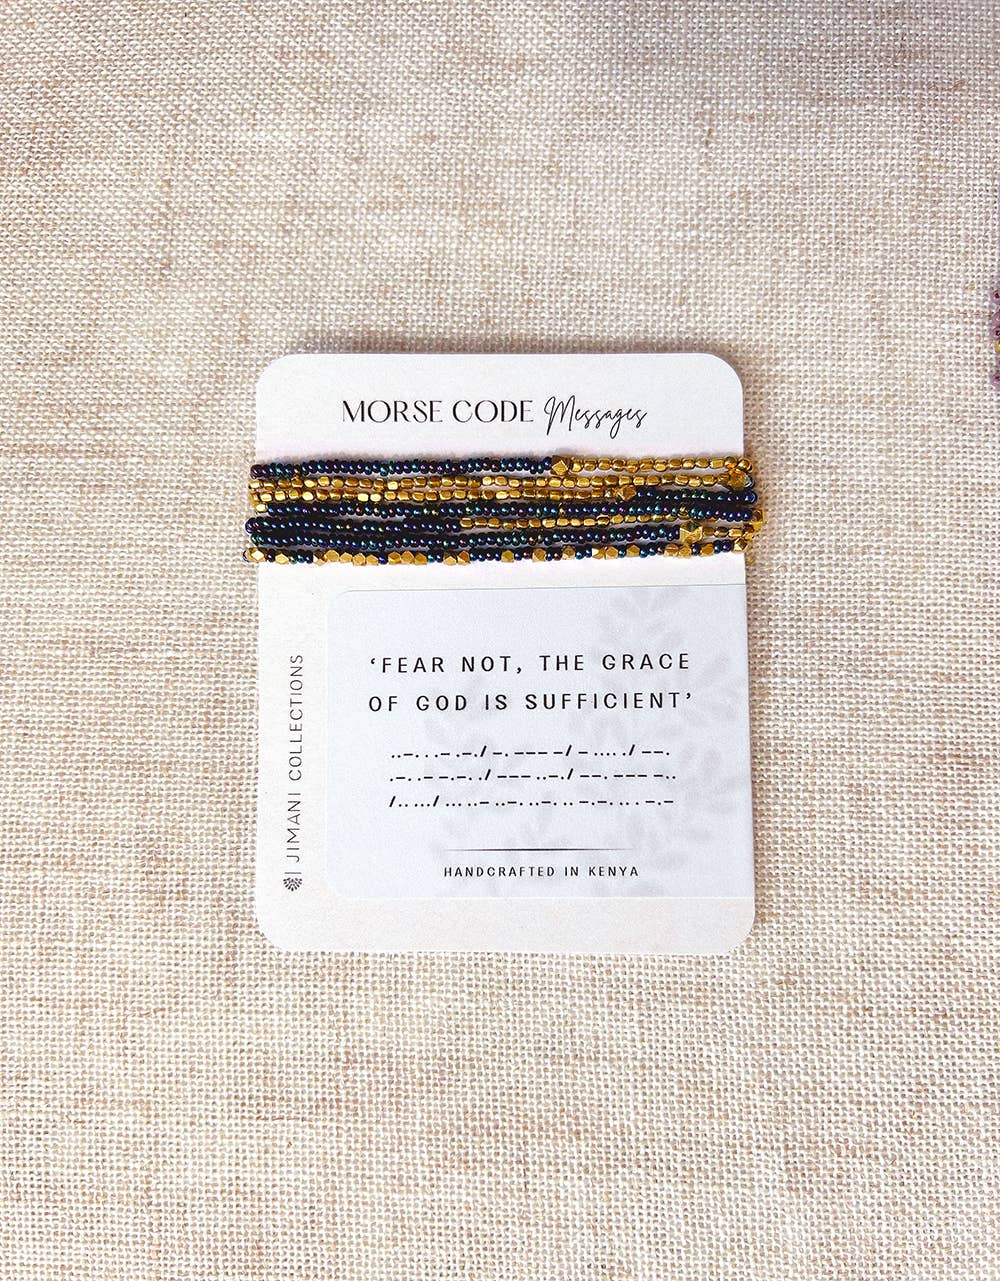 MORSE CODE Messages
'FEAR NOT, THE GRACE
OF GOD IS SUFFICIENT'
..–. . .– .–./ –. ––– –/ – .... ./ ––.
.–. .– –.–. ./ ––– ..–./ ––. ––– –..
/.. .../ ... ..– ..–. ..–. .. –.–. .. . –.–
HANDCRAFTED IN KENYA
| JIMANI COLLECTIONS